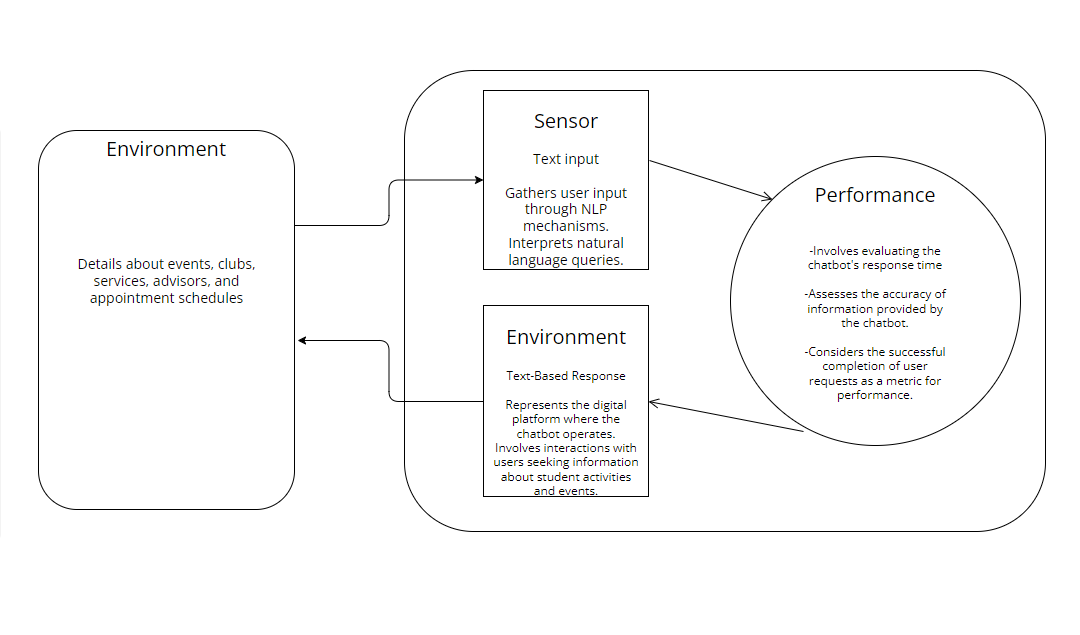 Environment
Details about events, clubs,
services, advisors, and
appointment schedules
Sensor
Text input
Gathers user input
through NLP
mechanisms.
Interprets natural
language queries.
Environment
Text-Based Response
Represents the digital
platform where the
chatbot operates.
Involves interactions with
users seeking information
about student activities
and events.
Performance
-Involves evaluating the
chatbot's response time
-Assesses the accuracy of
information provided by
the chatbot.
-Considers the successful
completion of user
requests as a metric for
performance.